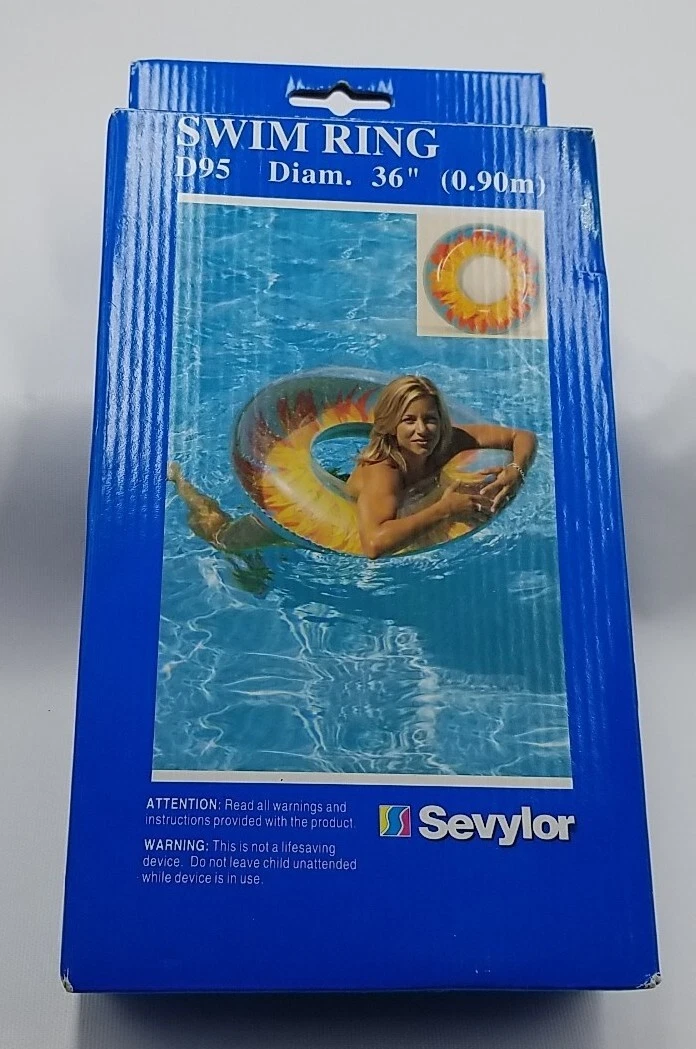 SWIM RING
D95 Diam. 36" (0.90m)
ATTENTION: Read all warnings and
instructions provided with the product.
WARNING: This is not a lifesaving
device. Do not leave child unattended
while device is in use.
Sevylor